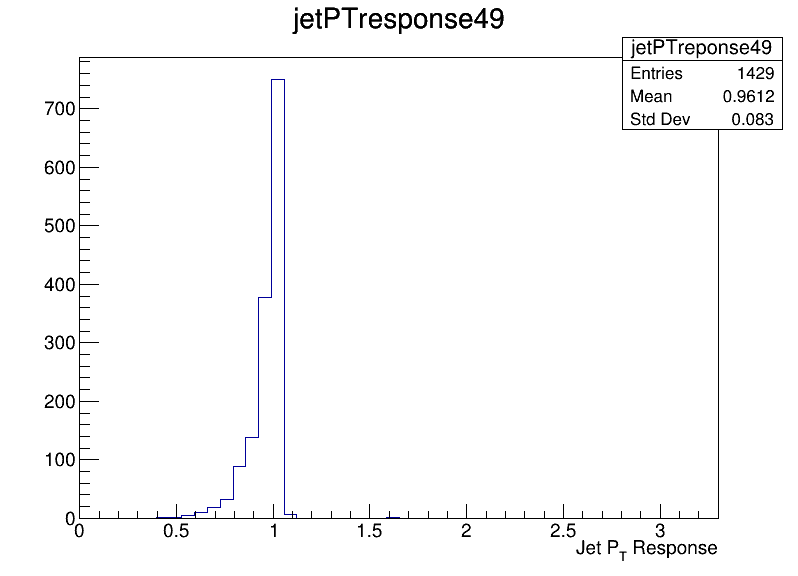 jetPTresponse49
jetPTreponse49
Entries 1429
Mean 0.9612
Std Dev 0.083
700
600
500
400
300
200
100
0
0 0.5 1 1.5 2 2.5 3
Jet PT Response